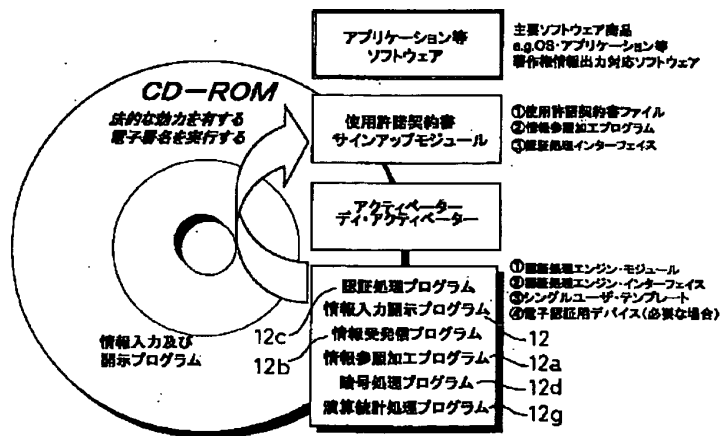 アプリケーション等
ソフトウェア
主要ソフトウェア商品
e.g.OS・アプリケーション等
著作権情報出力対応ソフトウェア
CD-ROM
法的な効力を有する
電子署名を実行する
使用許諾契約書
サインアップモジュール
①使用許諾契約書ファイル
②情報参照加工プログラム
③認証処理インターフェイス
アクティベーター
ディ・アクティベーター
①認証処理エンジン・モジュール
②認証処理エンジン・インターフェイス
③シングルユーザ・テンプレート
④電子認証用デバイス(必要な場合)
認証処理プログラム
情報入力開示プログラム
情報受発信プログラム
情報参照加工プログラム
暗号処理プログラム
演算統計処理プログラム
12c
12b
12
12a
12d
12g
情報入力及び
開示プログラム